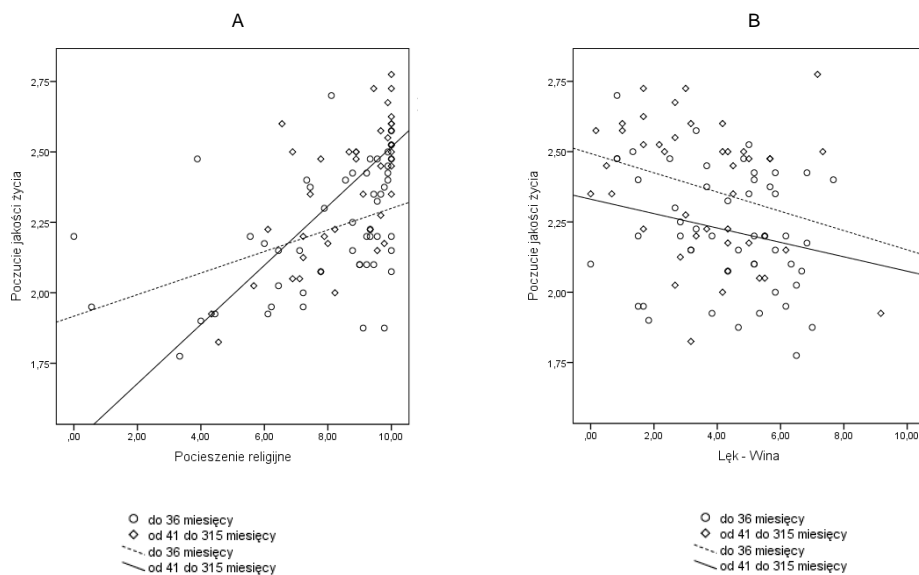 A
2,75
2,50
2,25
2,00
1,75
Poczucie jakości życia
,00 2,00 4,00 6,00 8,00 10,00
Pocieszenie religijne
do 36 miesięcy
od 41 do 315 miesięcy
do 36 miesięcy
od 41 do 315 miesięcy
B
2,75
2,50
2,25
2,00
1,75
Poczucie jakości życia
,00 2,00 4,00 6,00 8,00 10,00
Lęk - Wina
do 36 miesięcy
od 41 do 315 miesięcy
do 36 miesięcy
od 41 do 315 miesięcy